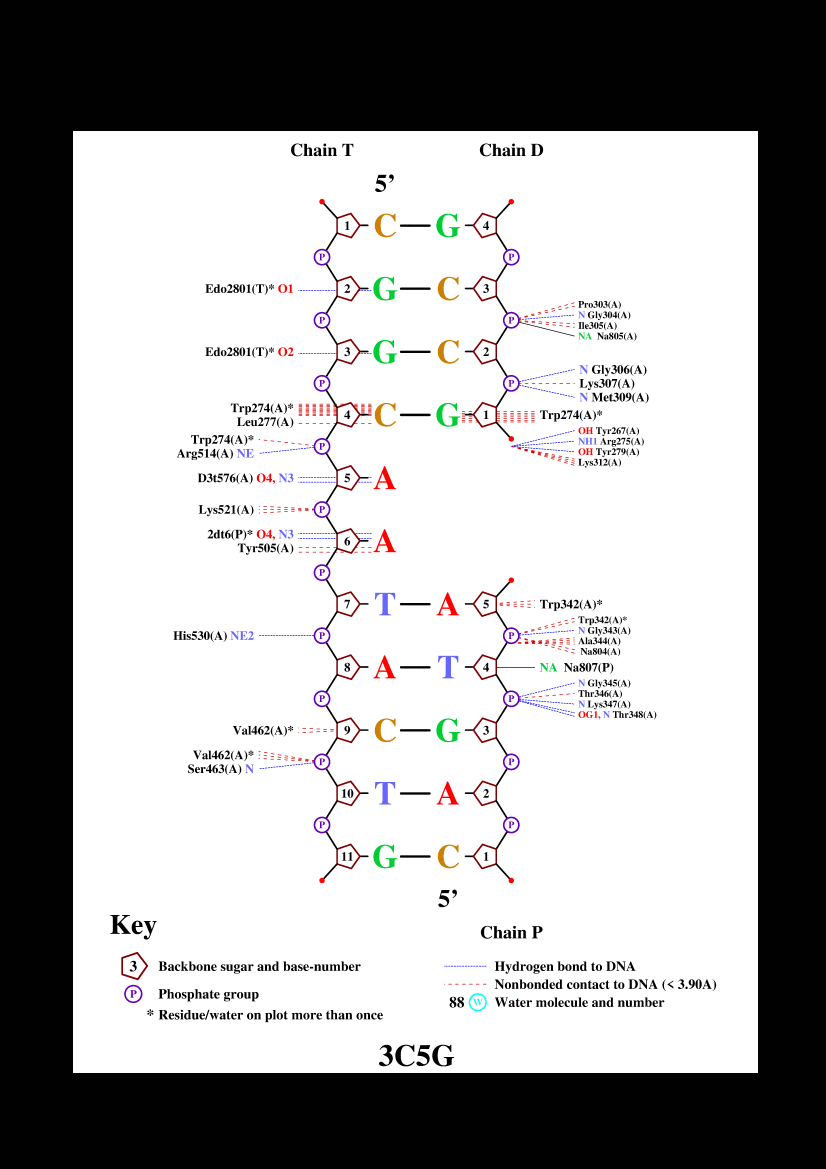 Chain T Chain D
5’
1 C G 4
P P
Edo2801(T)* O1 2 G C 3
Pro303(A)
N Gly304(A)
P P
Ile305(A)
NA Na805(A)
Edo2801(T)* O2 3 G C 2
N Gly306(A)
P P Lys307(A)
N Met309(A)
Trp274(A)* 4 C G 1 Trp274(A)*
Leu277(A)
OH Tyr267(A)
Trp274(A)* P NH1 Arg275(A)
Arg514(A) NE OH Tyr279(A)
Lys312(A)
D3t576(A) O4, N3 5 A
Lys521(A) P
2dt6(P)* O4, N3 6 A
Tyr505(A)
P
7 T A 5 Trp342(A)*
Trp342(A)*
N Gly343(A)
His530(A) NE2 P P
Ala344(A)
Na804(A)
8 A T 4 NA Na807(P)
N Gly345(A)
Thr346(A)
P P
N Lys347(A)
OG1, N Thr348(A)
Val462(A)* 9 C G 3
Val462(A)* P P
Ser463(A) N
10 T A 2
P P
11 G C 1
5’
Key
Chain P
3 Backbone sugar and base-number
Hydrogen bond to DNA
Nonbonded contact to DNA (< 3.90A)
P Phosphate group
88 W Water molecule and number
* Residue/water on plot more than once
3C5G